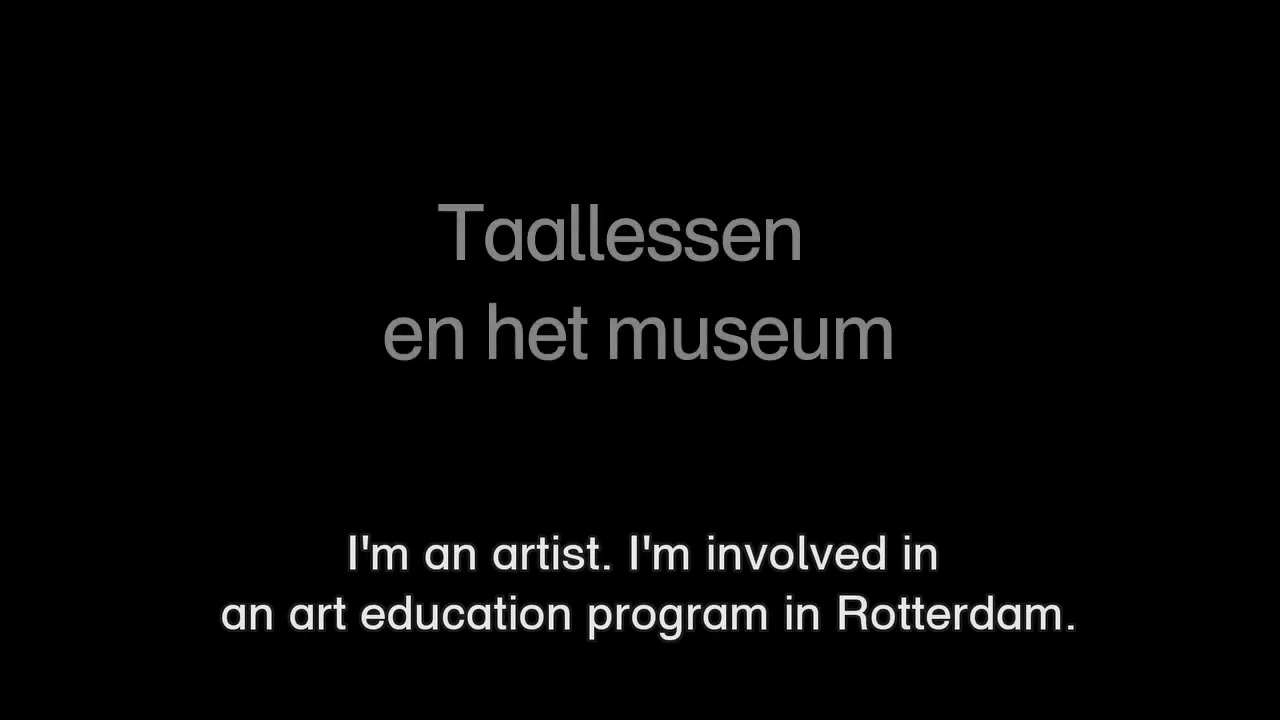 Taallessen
en het museum
I'm an artist. I'm involved in
an art education program in Rotterdam.